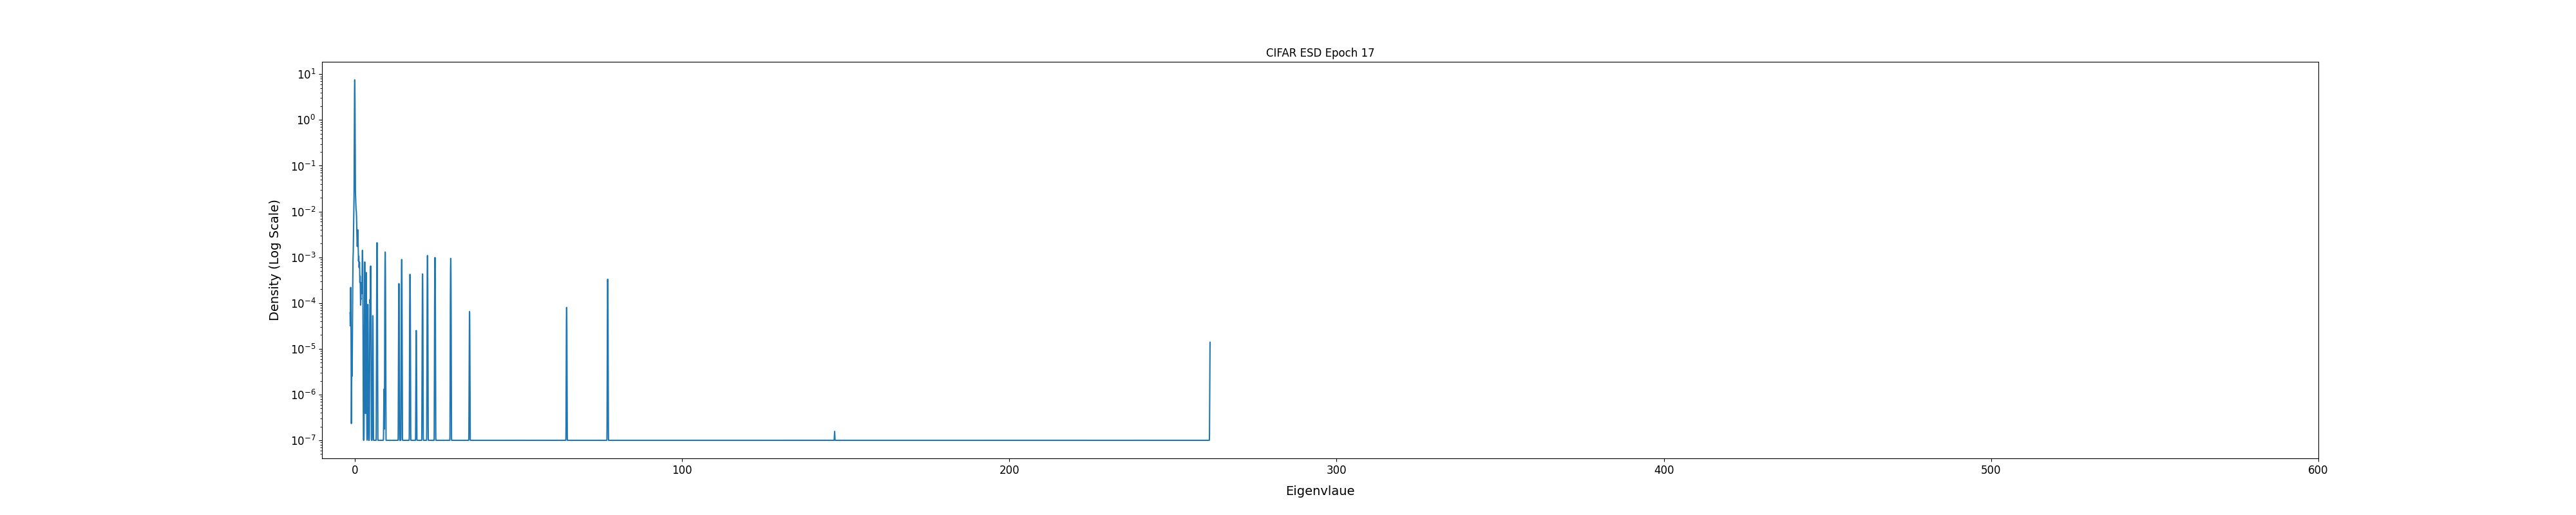 CIFAR ESD Epoch 17
10¹
10⁰
10⁻¹
10⁻²
10⁻³
10⁻⁴
10⁻⁵
10⁻⁶
10⁻⁷
Density (Log Scale)
0 100 200 300 400 500 600
Eigenvlaue